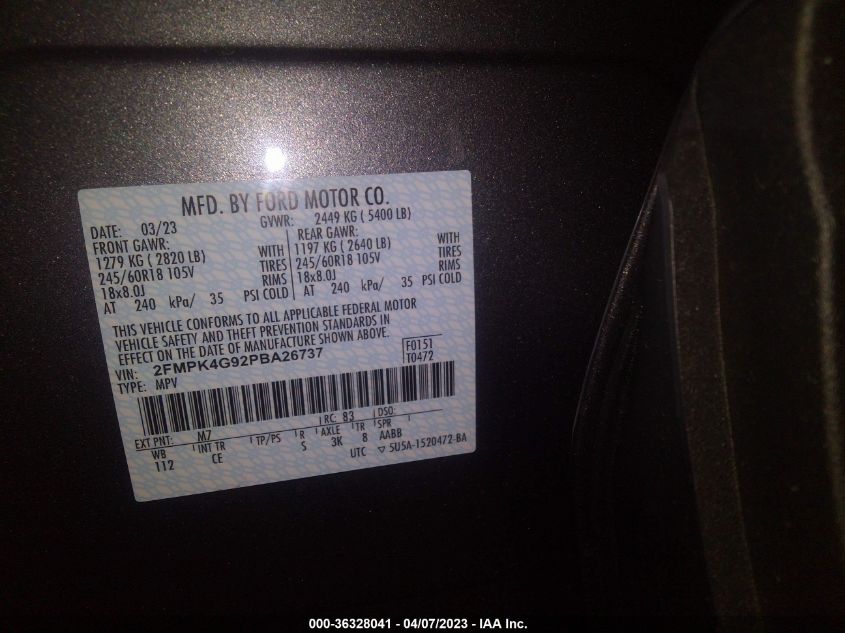 MFD. BY FORD MOTOR CO.
DATE: 03/23 GVWR: 2449 KG ( 5400 LB)
FRONT GAWR: REAR GAWR:
1279 KG ( 2820 LB) WITH 1197 KG ( 2640 LB) WITH
245/60R18 105V TIRES 245/60R18 105V TIRES
18x8.0J RIMS 18x8.0J RIMS
AT 240 kPa/ 35 PSI COLD AT 240 kPa/ 35 PSI COLD
THIS VEHICLE CONFORMS TO ALL APPLICABLE FEDERAL MOTOR
VEHICLE SAFETY AND THEFT PREVENTION STANDARDS IN
EFFECT ON THE DATE OF MANUFACTURE SHOWN ABOVE.
VIN: 2FMPK4G92PBA26737 F0151
TYPE: MPV T0472
EXT PNT: M7 RC: 83 DSO:
WB INT TR TP/PS R AXLE TR SPR
112 CE S 3K 8 AABB
UTC ▽ 5U5A-1520472-BA
000-36328041 - 04/07/2023 - IAA Inc.